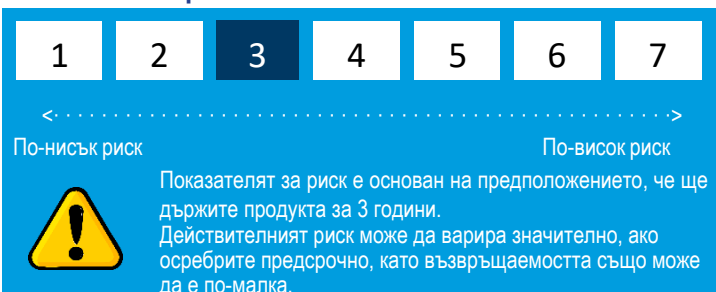 1 2 3 4 5 6 7
По-нисък риск По-висок риск
Показателят за риск е основан на предположението, че ще
държите продукта за 3 години.
Действителният риск може да варира значително, ако
осребрите предсрочно, като възвръщаемостта също може
да е по-малка.